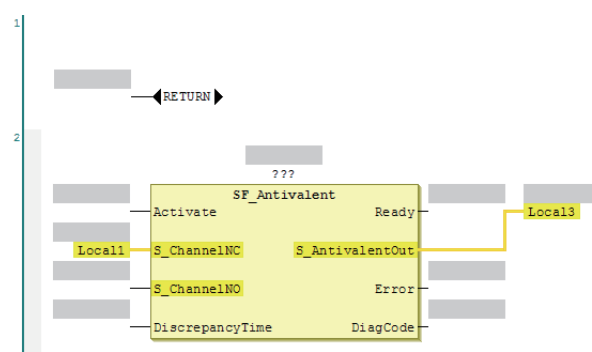 1
RETURN
2
???
SF_Antivalent
Activate Ready
Local3
Local1 S_ChannelNC S_AntivalentOut
S_ChannelNO Error
DiscrepancyTime DiagCode